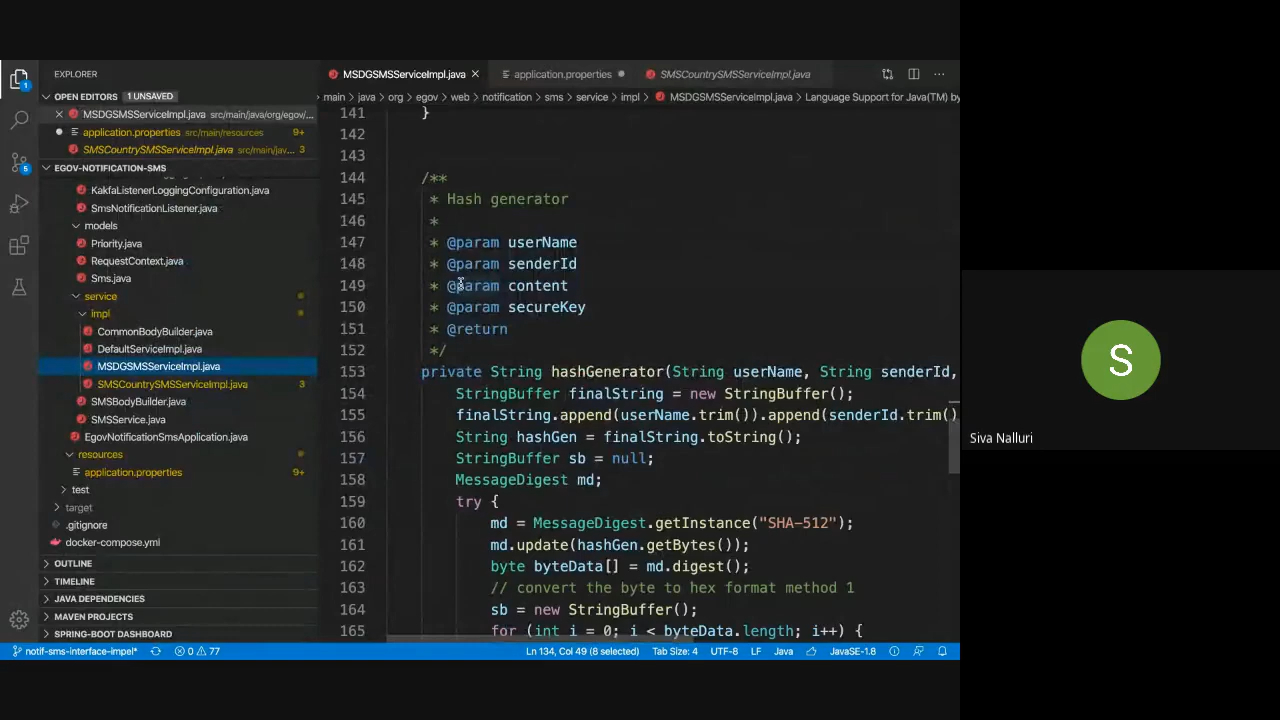 EXPLORER
OPEN EDITORS 1 UNSAVED
MSDGSMSServiceImpl.java src/main/java/org/egov/...
application.properties src/main/resources 9+
SMSCountrySMSServiceImpl.java src/main/jav... 3
EGOV-NOTIFICATION-SMS
KakfaListenerLoggingConfiguration.java
SmsNotificationListener.java
models
Priority.java
RequestContext.java
Sms.java
service
impl
CommonBodyBuilder.java
DefaultServiceImpl.java
MSDGSMSServiceImpl.java
SMSCountrySMSServiceImpl.java 3
SMSBodyBuilder.java
SMSService.java
EgovNotificationSmsApplication.java
resources
application.properties 9+
test
target
.gitignore
docker-compose.yml
OUTLINE
TIMELINE
JAVA DEPENDENCIES
MAVEN PROJECTS
SPRING-BOOT DASHBOARD
MSDGSMSServiceImpl.java application.properties SMSCountrySMSServiceImpl.java
main > java > org > egov > web > notification > sms > service > impl > MSDGSMSServiceImpl.java > Language Support for Java(TM) by
141 }
142
143
144 /**
145 * Hash generator
146 *
147 * @param userName
148 * @param senderId
149 * @param content
150 * @param secureKey
151 * @return
152 */
153 private String hashGenerator(String userName, String senderId,
154 StringBuffer finalString = new StringBuffer();
155 finalString.append(userName.trim()).append(senderId.trim()
156 String hashGen = finalString.toString();
157 StringBuffer sb = null;
158 MessageDigest md;
159 try {
160 md = MessageDigest.getInstance("SHA-512");
161 md.update(hashGen.getBytes());
162 byte byteData[] = md.digest();
163 // convert the byte to hex format method 1
164 sb = new StringBuffer();
165 for (int i = 0; i < byteData.length; i++) {
notif-sms-interface-impel* 0 77 Ln 134, Col 49 (8 selected) Tab Size: 4 UTF-8 LF Java JavaSE-1.8
1
5
S
Siva Nalluri